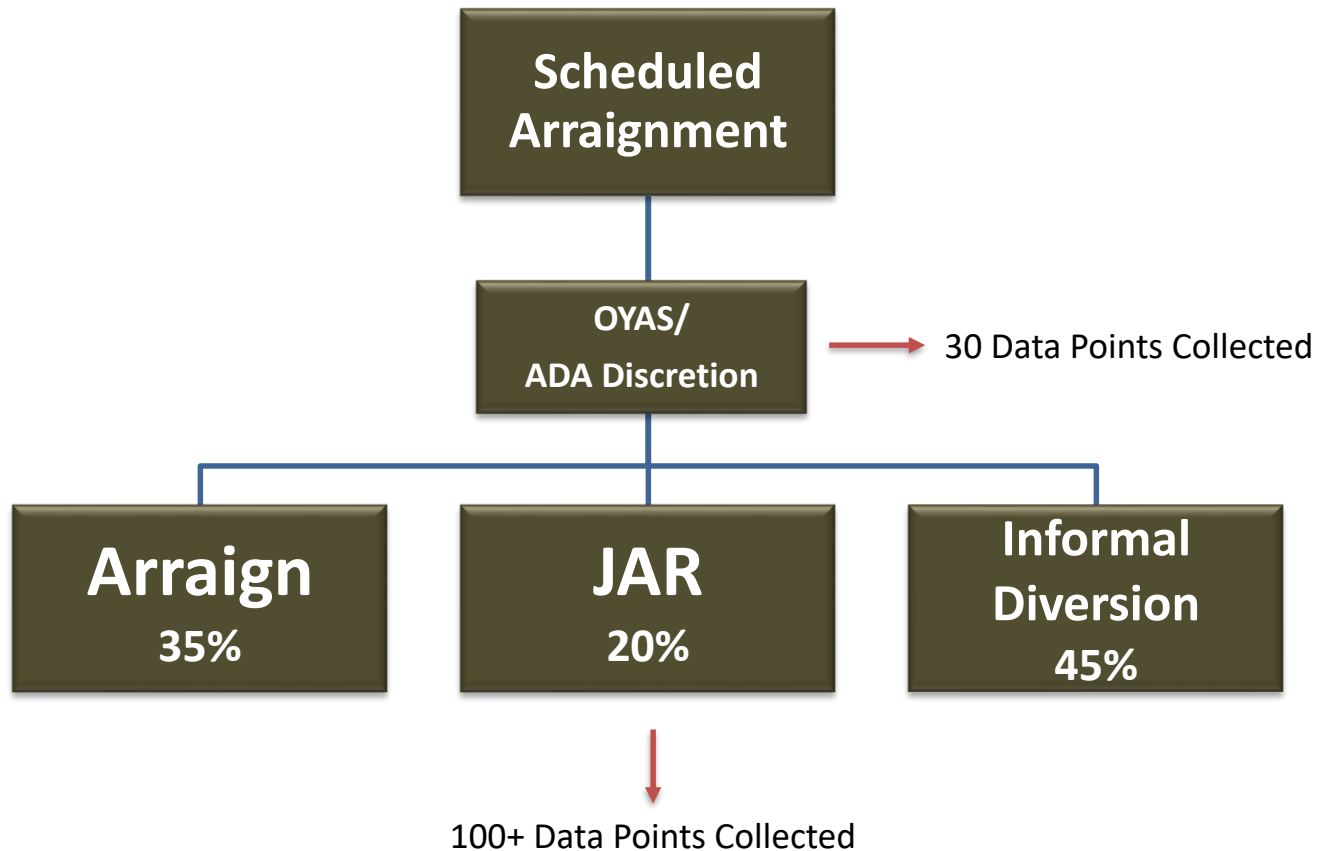 Scheduled
Arraignment
OYAS/
ADA Discretion
30 Data Points Collected
Arraign
35%
JAR
20%
Informal
Diversion
45%
100+ Data Points Collected